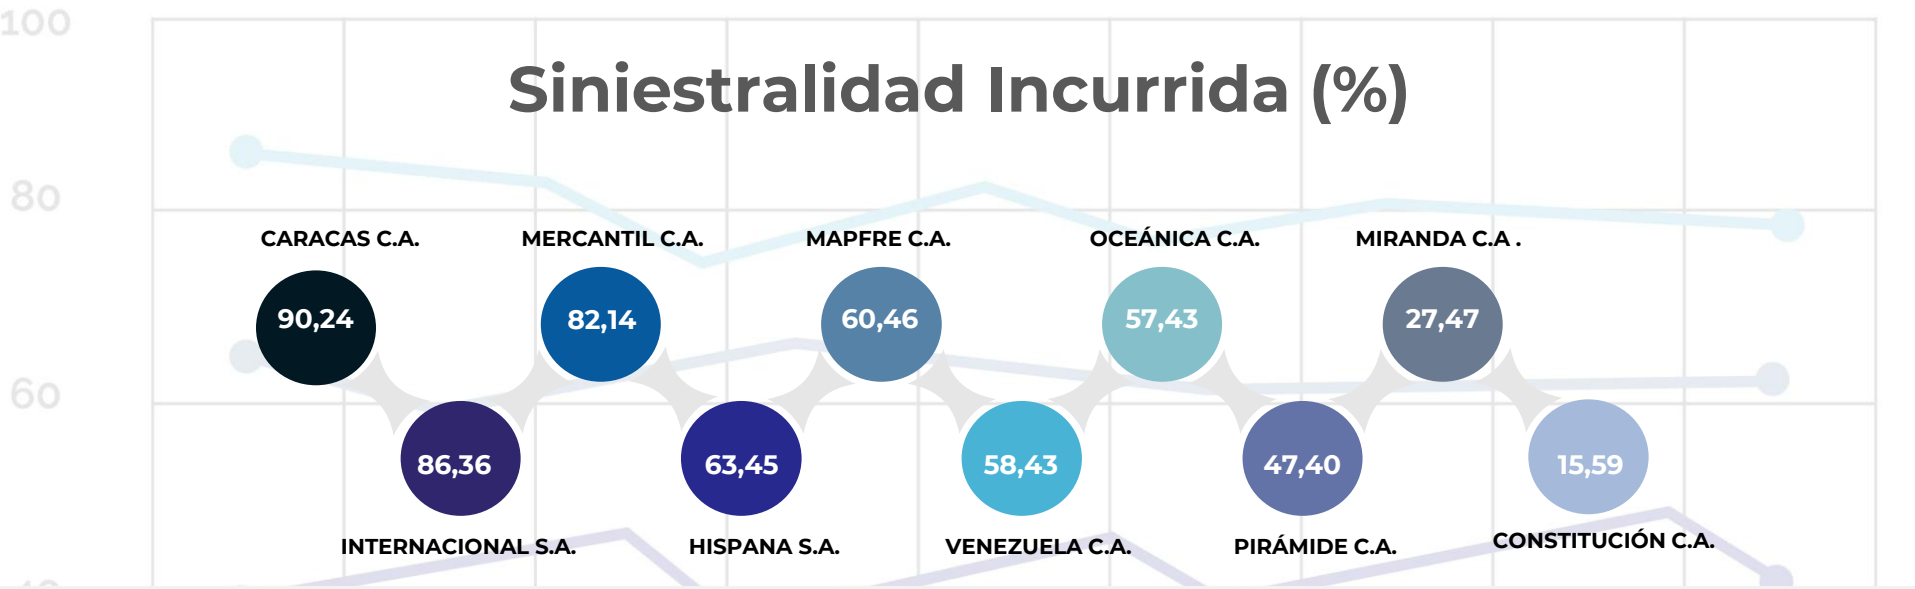 100
Siniestralidad Incurrida (%)
80
CARACAS C.A.
MERCANTIL C.A.
MAPFRE C.A.
OCEÁNICA C.A.
MIRANDA C.A .
90,24
82,14
60,46
57,43
27,47
60
86,36
63,45
58,43
47,40
15,59
INTERNACIONAL S.A.
HISPANA S.A.
VENEZUELA C.A.
PIRÁMIDE C.A.
CONSTITUCIÓN C.A.
40